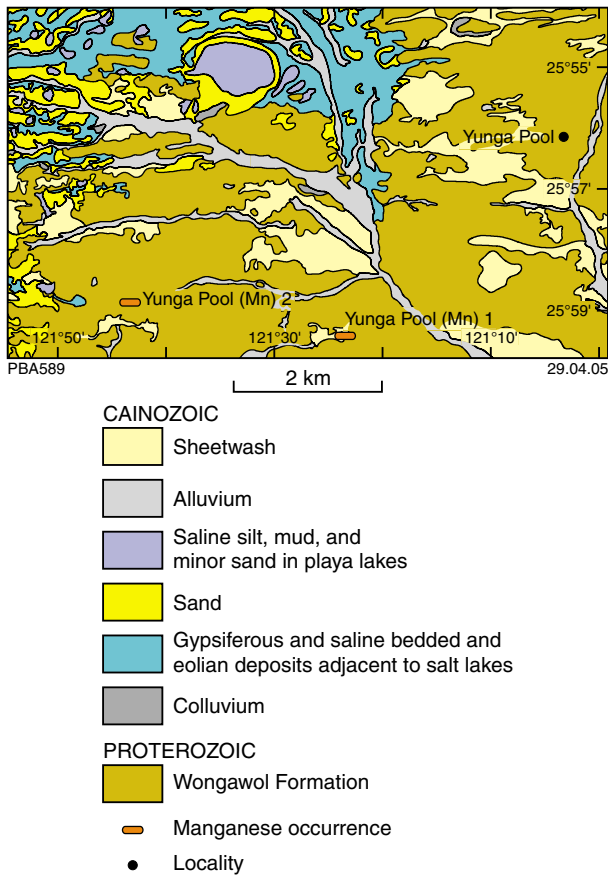 25°55'
Yunga Pool
25°57'
Yunga Pool (Mn) 2
25°59'
Yunga Pool (Mn) 1
121°50'
121°30'
121°10'
PBA589
29.04.05
2 km
CAINOZOIC
Sheetwash
Alluvium
Saline silt, mud, and
minor sand in playa lakes
Sand
Gypsiferous and saline bedded and
eolian deposits adjacent to salt lakes
Colluvium
PROTEROZOIC
Wongawol Formation
Manganese occurrence
Locality